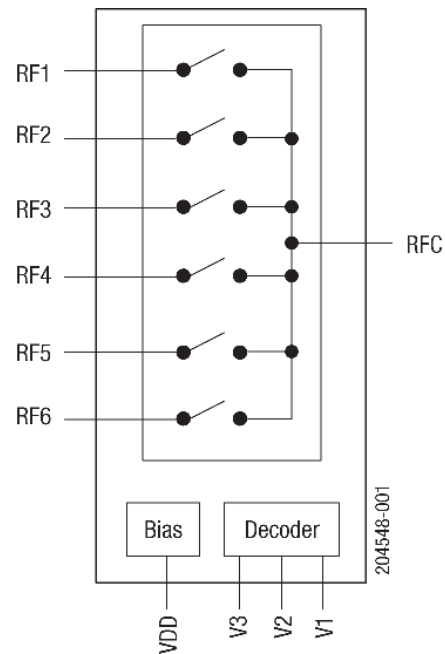 RF1
RF2
RF3
RFC
RF4
RF5
RF6
Bias
Decoder
204548-001
VDD
V3
V2
V1